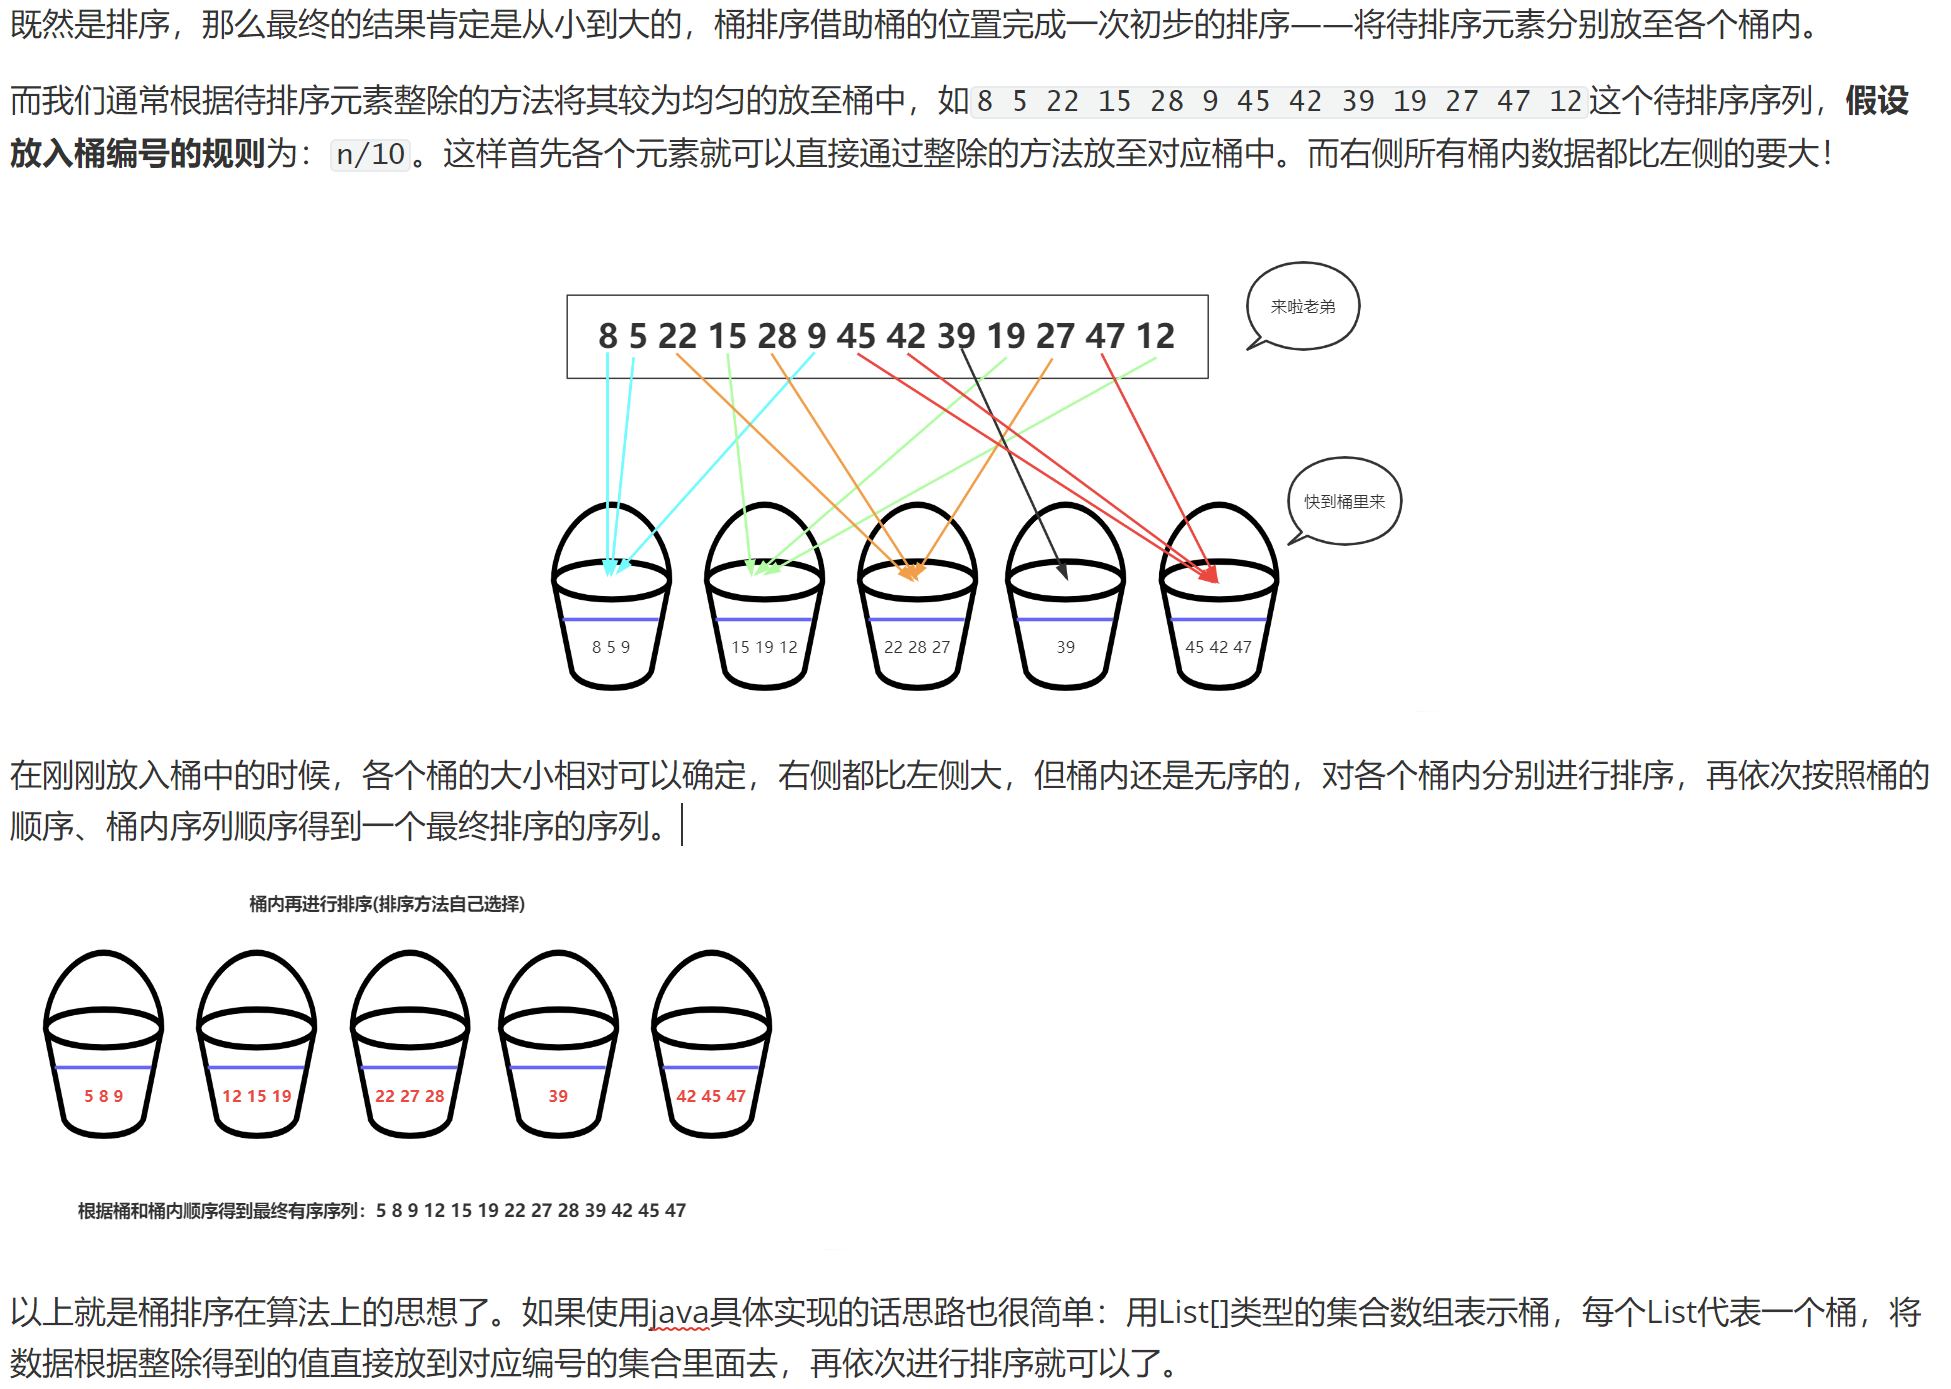 既然是排序，那么最终的结果肯定是从小到大的，桶排序借助桶的位置完成一次初步的排序——将待排序元素分别放至各个桶内。
而我们通常根据待排序元素整除的方法将其较为均匀的放至桶中，如8 5 22 15 28 9 45 42 39 19 27 47 12这个待排序序列，假设
放入桶编号的规则为：n/10。这样首先各个元素就可以直接通过整除的方法放至对应桶中。而右侧所有桶内数据都比左侧的要大！
来啦老弟
8 5 22 15 28 9 45 42 39 19 27 47 12
快到桶里来
8 5 9
15 19 12
22 28 27
39
45 42 47
在刚刚放入桶中的时候，各个桶的大小相对可以确定，右侧都比左侧大，但桶内还是无序的，对各个桶内分别进行排序，再依次按照桶的
顺序、桶内序列顺序得到一个最终排序的序列。
桶内再进行排序(排序方法自己选择)
5 8 9
12 15 19
22 27 28
39
42 45 47
根据桶和桶内顺序得到最终有序序列：5 8 9 12 15 19 22 27 28 39 42 45 47
以上就是桶排序在算法上的思想了。如果使用java具体实现的话思路也很简单：用List[]类型的集合数组表示桶，每个List代表一个桶，将
数据根据整除得到的值直接放到对应编号的集合里面去，再依次进行排序就可以了。